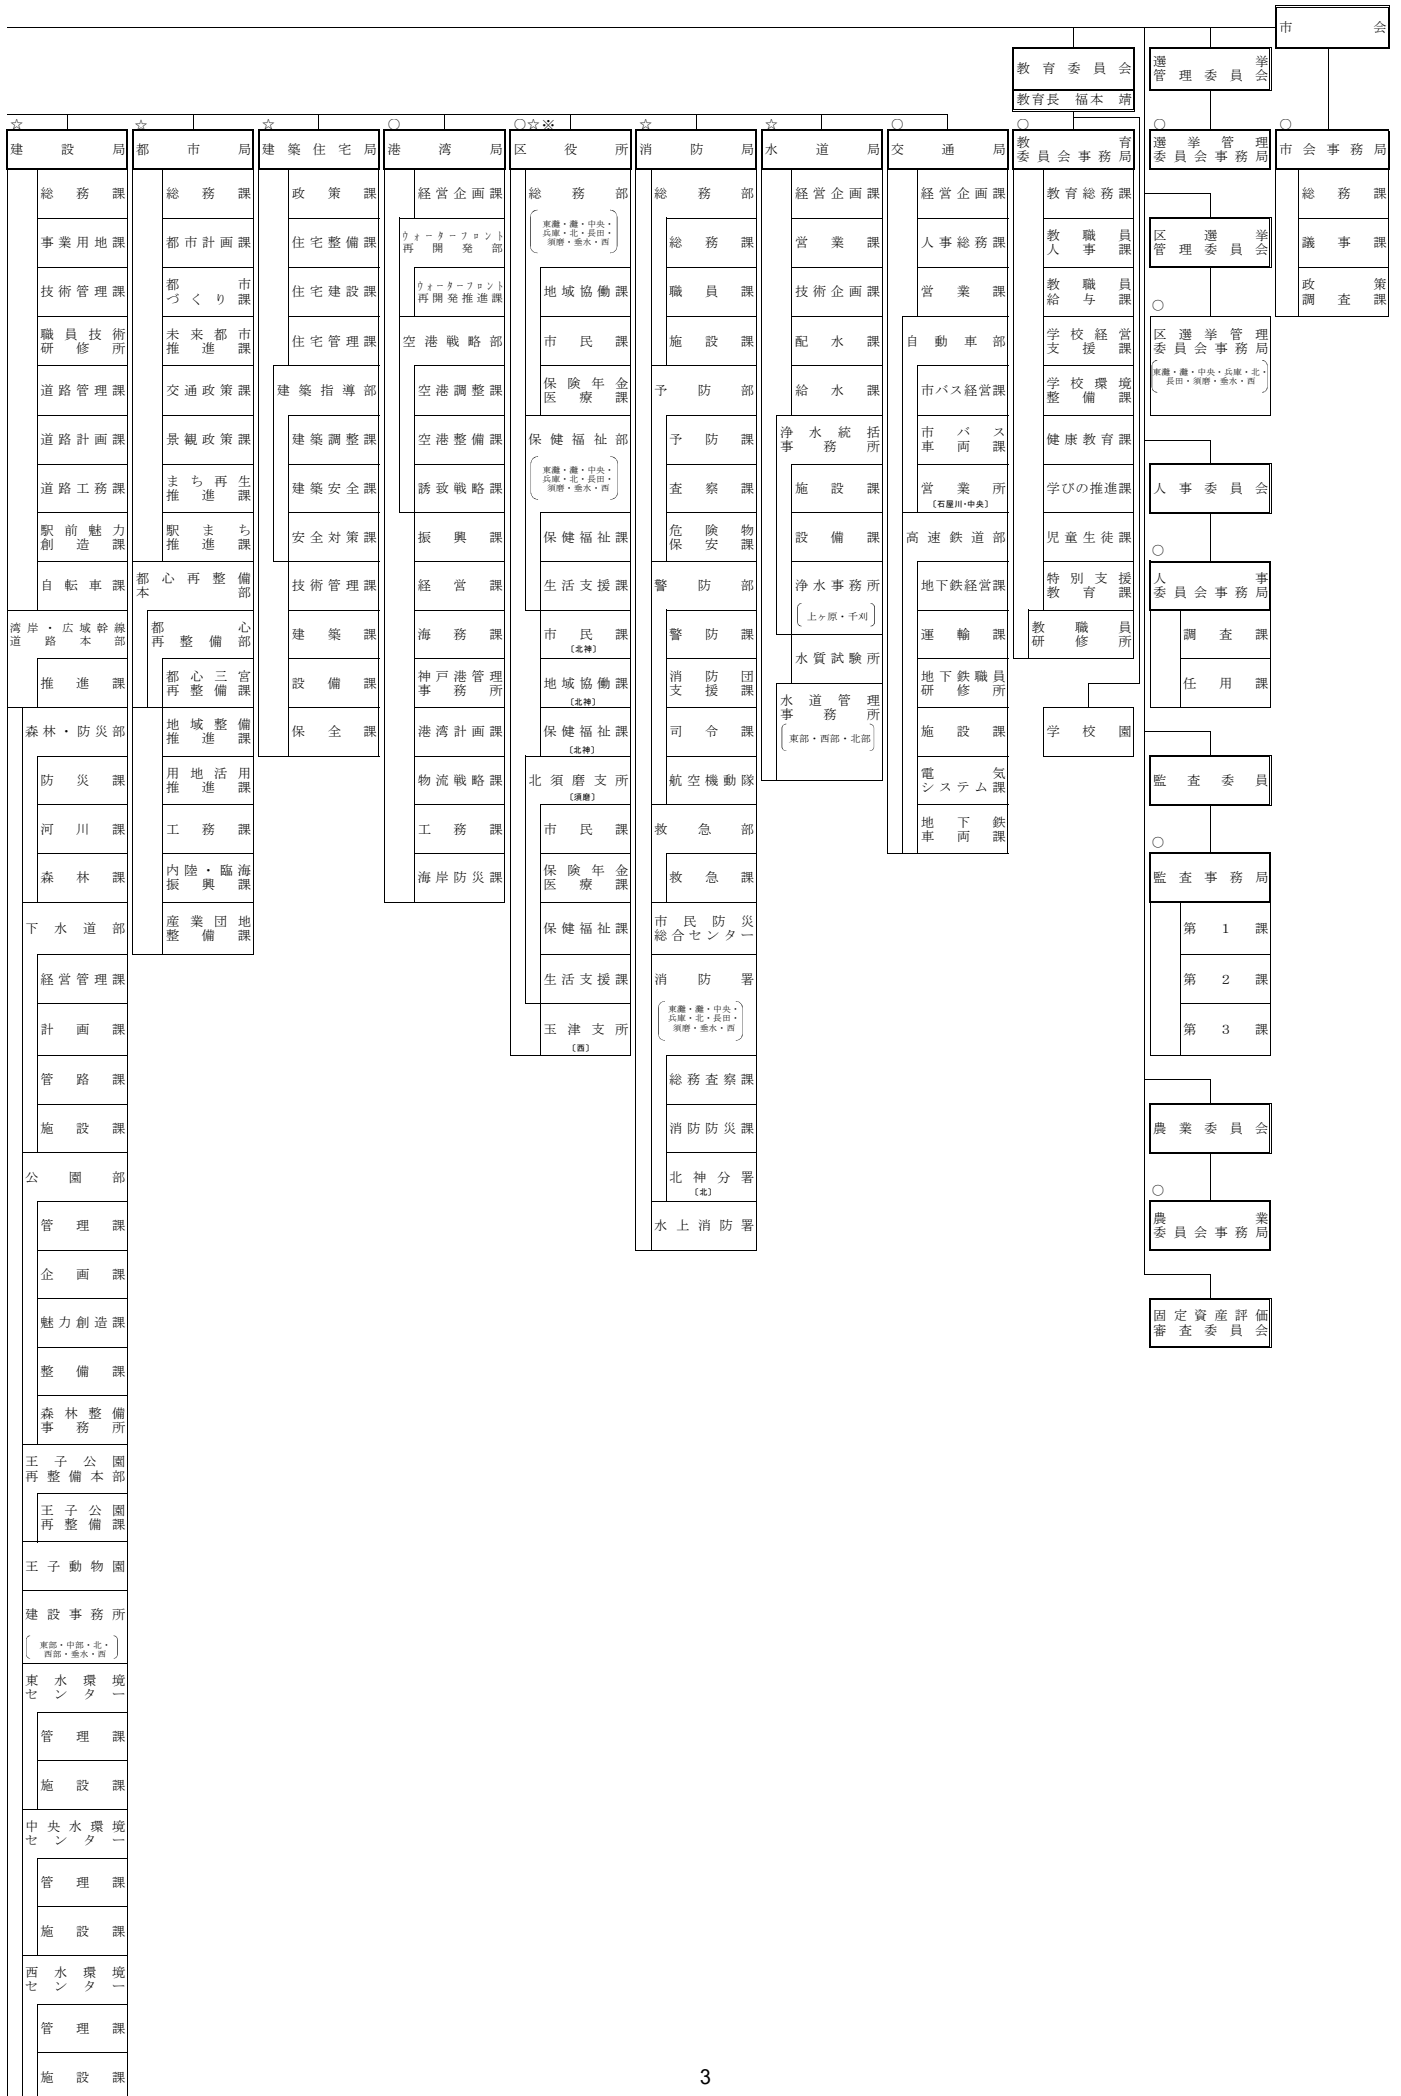 市会
教育委員会
教育長 福本 靖
選挙
管理委員会
☆
建設局
総務課
事業用地課
技術管理課
職員技術
研修所
道路管理課
道路計画課
道路工務課
駅前魅力
創造課
自転車課
湾岸・広域幹線
道路本部
推進課
森林・防災部
防災課
河川課
森林課
下水道部
経営管理課
計画課
管路課
施設課
公園部
管理課
企画課
魅力創造課
整備課
森林整備
事務所
王子公園
再整備本部
王子公園
再整備課
王子動物園
建設事務所
東部・中部・北・
西部・垂水・西
東水環境
センター
管理課
施設課
中央水環境
センター
管理課
施設課
西水環境
センター
管理課
施設課
☆
都市局
総務課
都市計画課
都市
づくり課
未来都市
推進課
交通政策課
景観政策課
まち再生
推進課
駅まち
推進課
都心再整備
本部
都心
再整備部
都心三宮
再整備課
地域整備
推進課
用地活用
推進課
工務課
内陸・臨海
振興課
産業団地
整備課
☆
建築住宅局
政策課
住宅整備課
住宅建設課
住宅管理課
建築指導部
建築調整課
建築安全課
安全対策課
技術管理課
建築課
設備課
保全課
○
港湾局
経営企画課
ウォーターフロント
再開発部
ウォーターフロント
再開発推進課
空港戦略部
空港調整課
空港整備課
誘致戦略課
振興課
経営課
海務課
神戸港管理
事務所
港湾計画課
物流戦略課
工務課
海岸防災課
○☆※
区役所
総務部
東灘・灘・中央・
兵庫・北・長田・
須磨・垂水・西
地域協働課
市民課
保険年金
医療課
保健福祉部
東灘・灘・中央・
兵庫・北・長田・
須磨・垂水・西
保健福祉課
生活支援課
市民課
〔北神〕
地域協働課
〔北神〕
保健福祉課
〔北神〕
北須磨支所
〔須磨〕
市民課
保険年金
医療課
保健福祉課
生活支援課
玉津支所
〔西〕
☆
消防局
総務部
総務課
職員課
施設課
予防部
予防課
査察課
危険物
保安課
警防部
警防課
消防団
支援課
司令課
航空機動隊
救急部
救急課
市民防災
総合センター
消防署
東灘・灘・中央・
兵庫・北・長田・
須磨・垂水・西
総務査察課
消防防災課
北神分署
〔北〕
水上消防署
☆
水道局
経営企画課
営業課
技術企画課
配水課
給水課
浄水統括
事務所
施設課
設備課
浄水事務所
上ヶ原・千刈
水質試験所
水道管理
事務所
東部・西部・北部
○
交通局
経営企画課
人事総務課
営業課
自動車部
市バス経営課
市バス
車両課
営業所
〔石屋川・中央〕
高速鉄道部
地下鉄経営課
運輸課
地下鉄職員
研修所
施設課
電気
システム課
地下鉄
車両課
○
教育
委員会事務局
教育総務課
教職員
人事課
教職員
給与課
学校経営
支援課
学校環境
整備課
健康教育課
学びの推進課
児童生徒課
特別支援
教育課
教職員
研修所
学校園
○
選挙管理
委員会事務局
区選挙
管理委員会
○
区選挙管理
委員会事務局
東灘・灘・中央・兵庫・北・
長田・須磨・垂水・西
人事委員会
○
人事
委員会事務局
調査課
任用課
監査委員
○
監査事務局
第1課
第2課
第3課
農業委員会
○
農業
委員会事務局
固定資産評価
審査委員会
○
市会事務局
総務課
議事課
政策
調査課
3